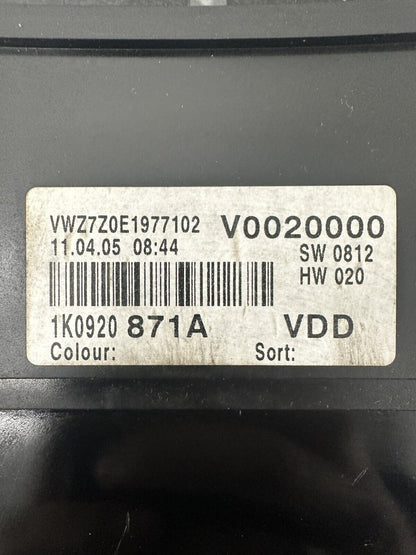 VWZ7Z0E1977102 V0020000
11.04.05 08:44 SW 0812
HW 020
1K0920 871A VDD
Colour: Sort: